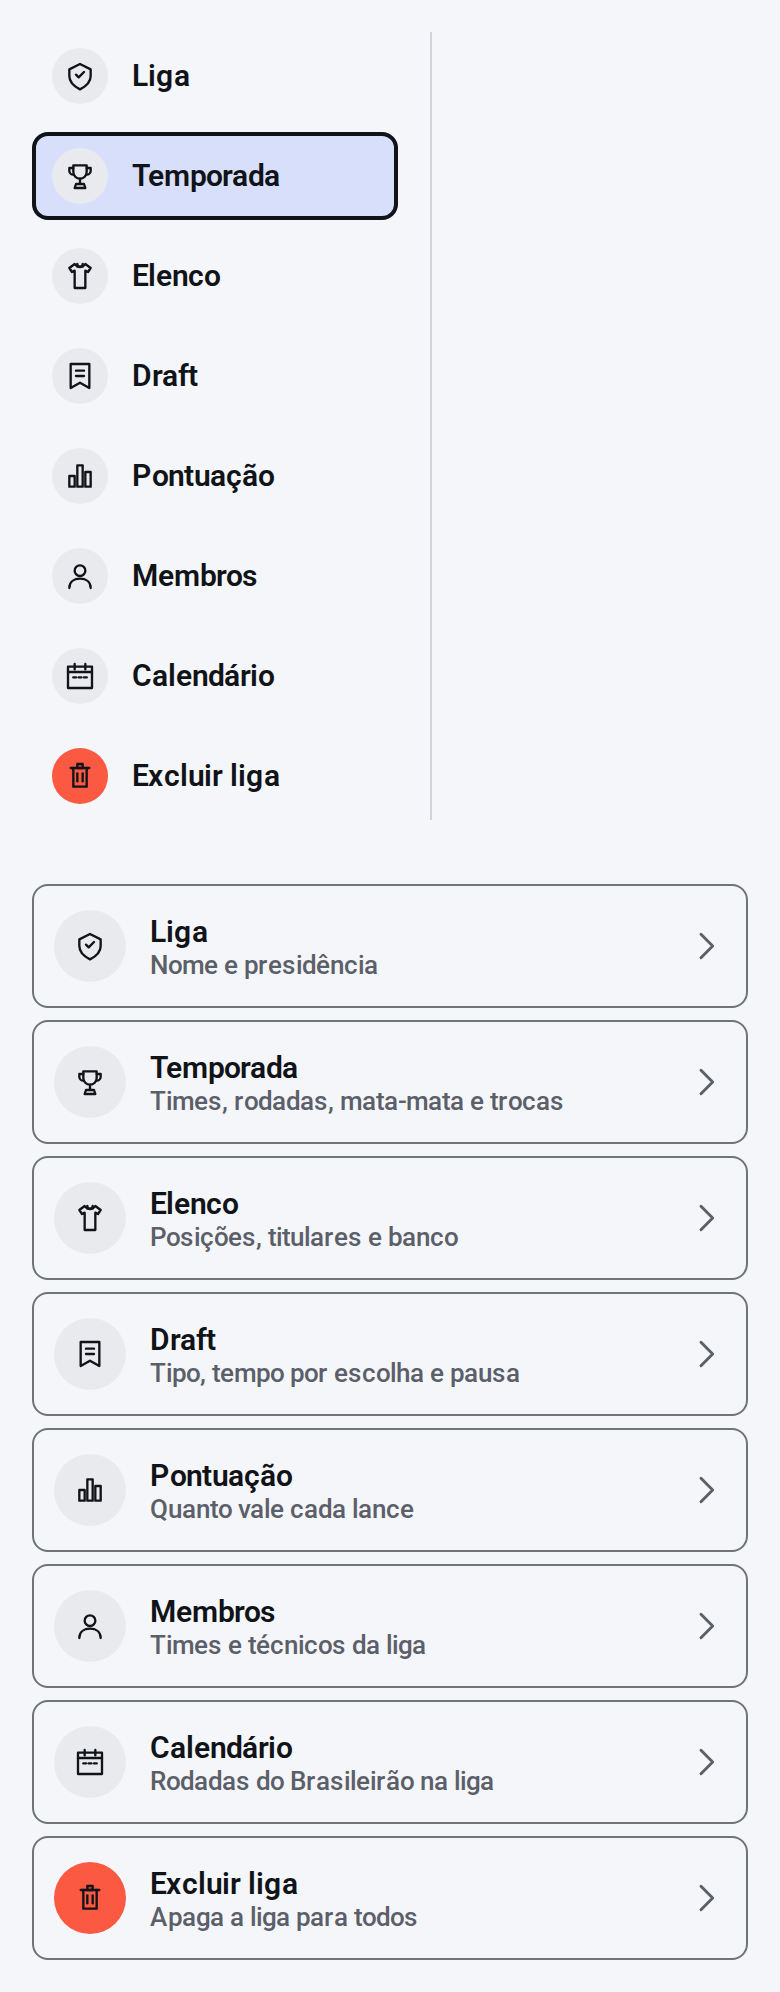 Liga
Temporada
Elenco
Draft
Pontuação
Membros
Calendário
Excluir liga
Liga
Nome e presidência
Temporada
Times, rodadas, mata-mata e trocas
Elenco
Posições, titulares e banco
Draft
Tipo, tempo por escolha e pausa
Pontuação
Quanto vale cada lance
Membros
Times e técnicos da liga
Calendário
Rodadas do Brasileirão na liga
Excluir liga
Apaga a liga para todos